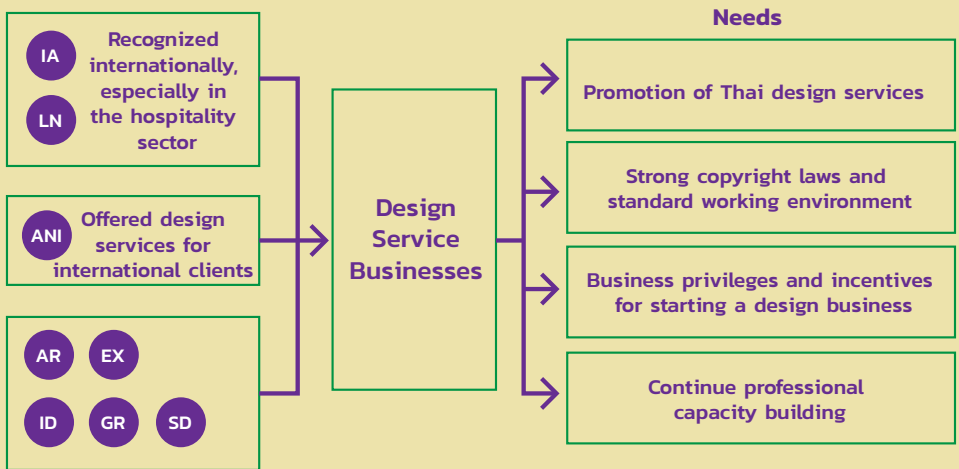 IA
LN
Recognized
internationally,
especially in
the hospitality
sector
ANI
Offered design
services for
international clients
AR
EX
ID
GR
SD
Design
Service
Businesses
Needs
Promotion of Thai design services
Strong copyright laws and
standard working environment
Business privileges and incentives
for starting a design business
Continue professional
capacity building